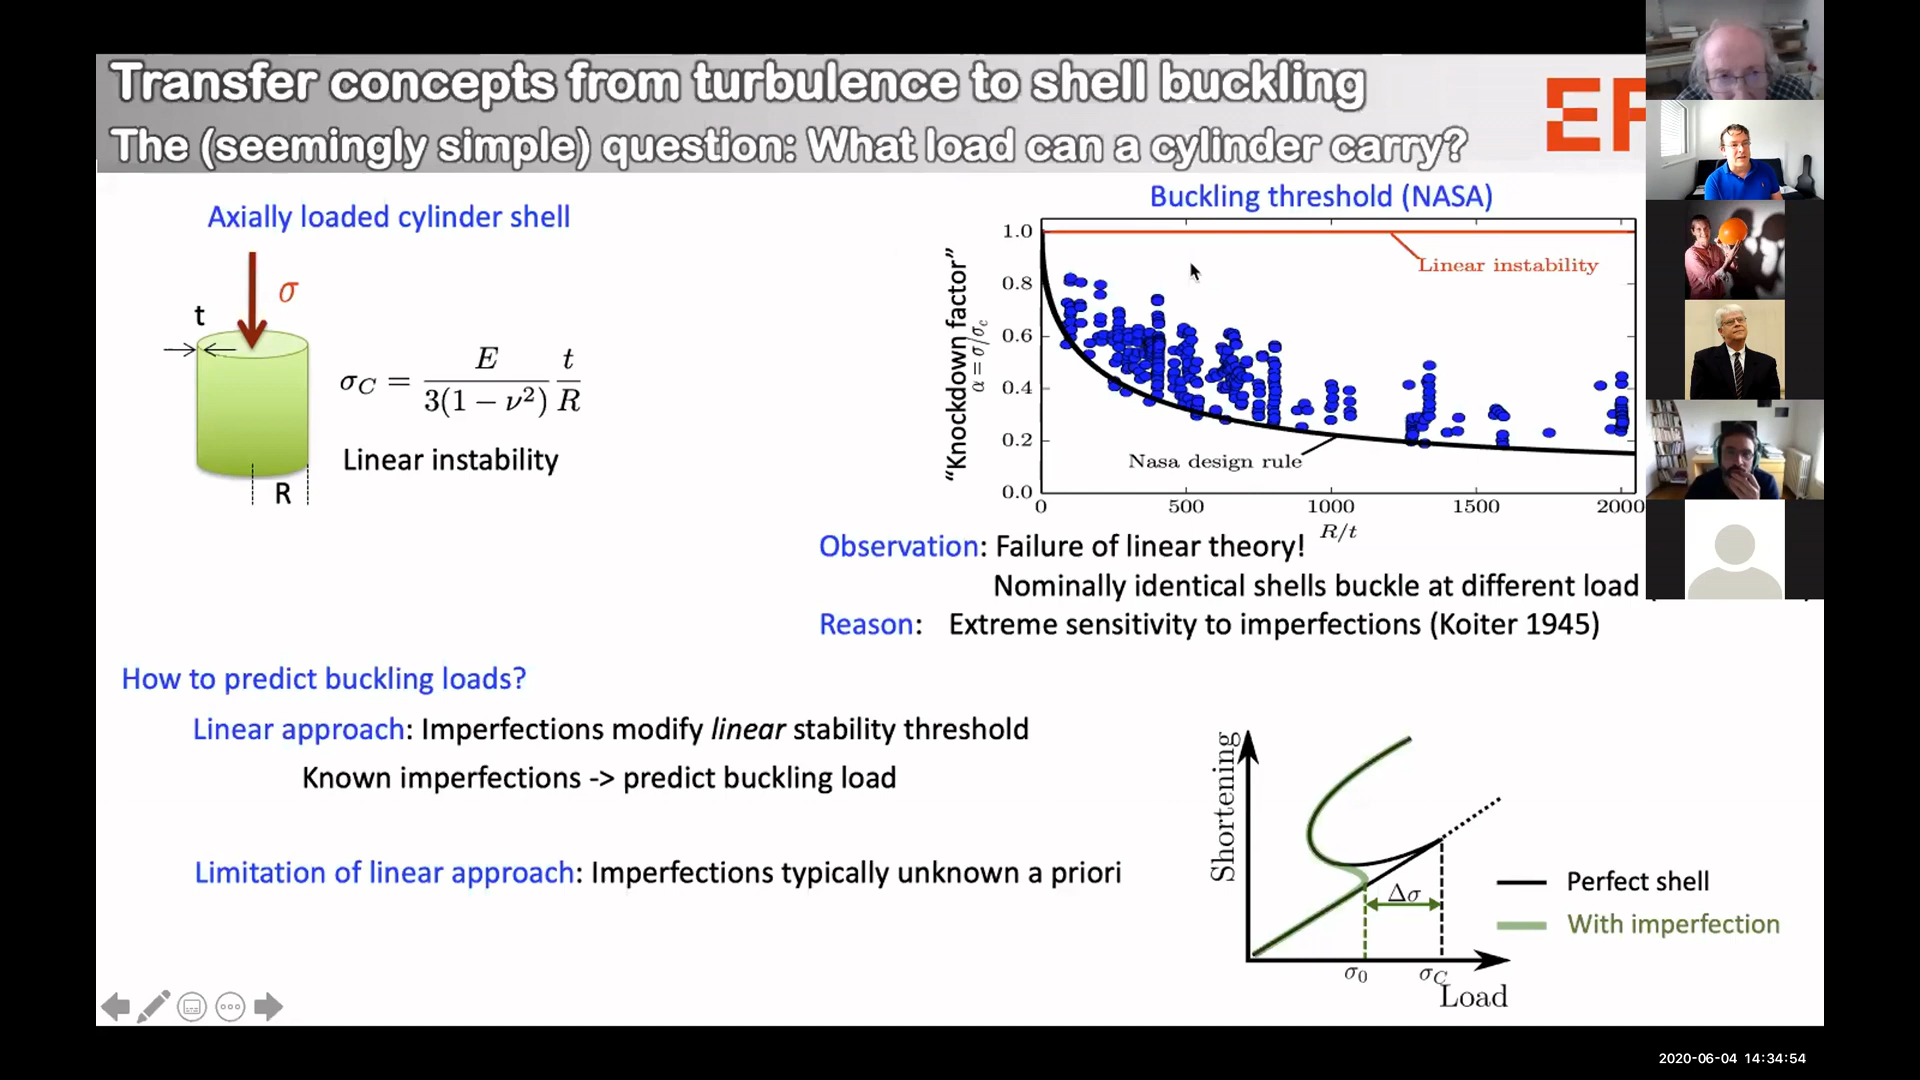 Transfer concepts from turbulence to shell buckling
The (seemingly simple) question: What load can a cylinder carry?
EP
Axially loaded cylinder shell
σ
t
σ_C = E / 3(1 − ν²) t / R
Linear instability
R
Buckling threshold (NASA)
"Knockdown factor"
α = σ/σ_c
1.0
0.8
0.6
0.4
0.2
0.0
0 500 1000 1500 2000
R/t
Linear instability
Nasa design rule
Observation: Failure of linear theory!
Nominally identical shells buckle at different load
Reason: Extreme sensitivity to imperfections (Koiter 1945)
How to predict buckling loads?
Linear approach: Imperfections modify linear stability threshold
Known imperfections -> predict buckling load
Limitation of linear approach: Imperfections typically unknown a priori
Shortening
Δσ
σ_0 σ_C
Load
Perfect shell
With imperfection
2020-06-04 14:34:54